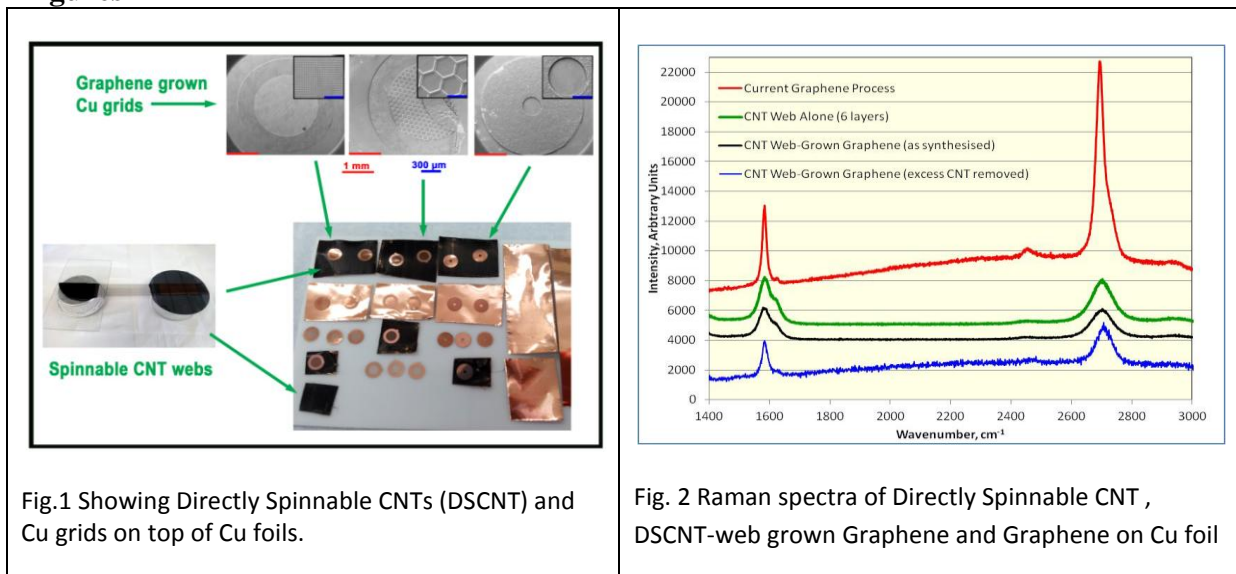 Graphene grown
Cu grids
1 mm
300 µm
Spinnable CNT webs
Fig.1 Showing Directly Spinnable CNTs (DSCNT) and
Cu grids on top of Cu foils.
22000
20000
18000
16000
14000
12000
10000
8000
6000
4000
2000
0
Intensity, Arbtrary Units
Current Graphene Process
CNT Web Alone (6 layers)
CNT Web-Grown Graphene (as synthesised)
CNT Web-Grown Graphene (excess CNT removed)
1400 1600 1800 2000 2200 2400 2600 2800 3000
Wavenumber, cm⁻¹
Fig. 2 Raman spectra of Directly Spinnable CNT ,
DSCNT-web grown Graphene and Graphene on Cu foil